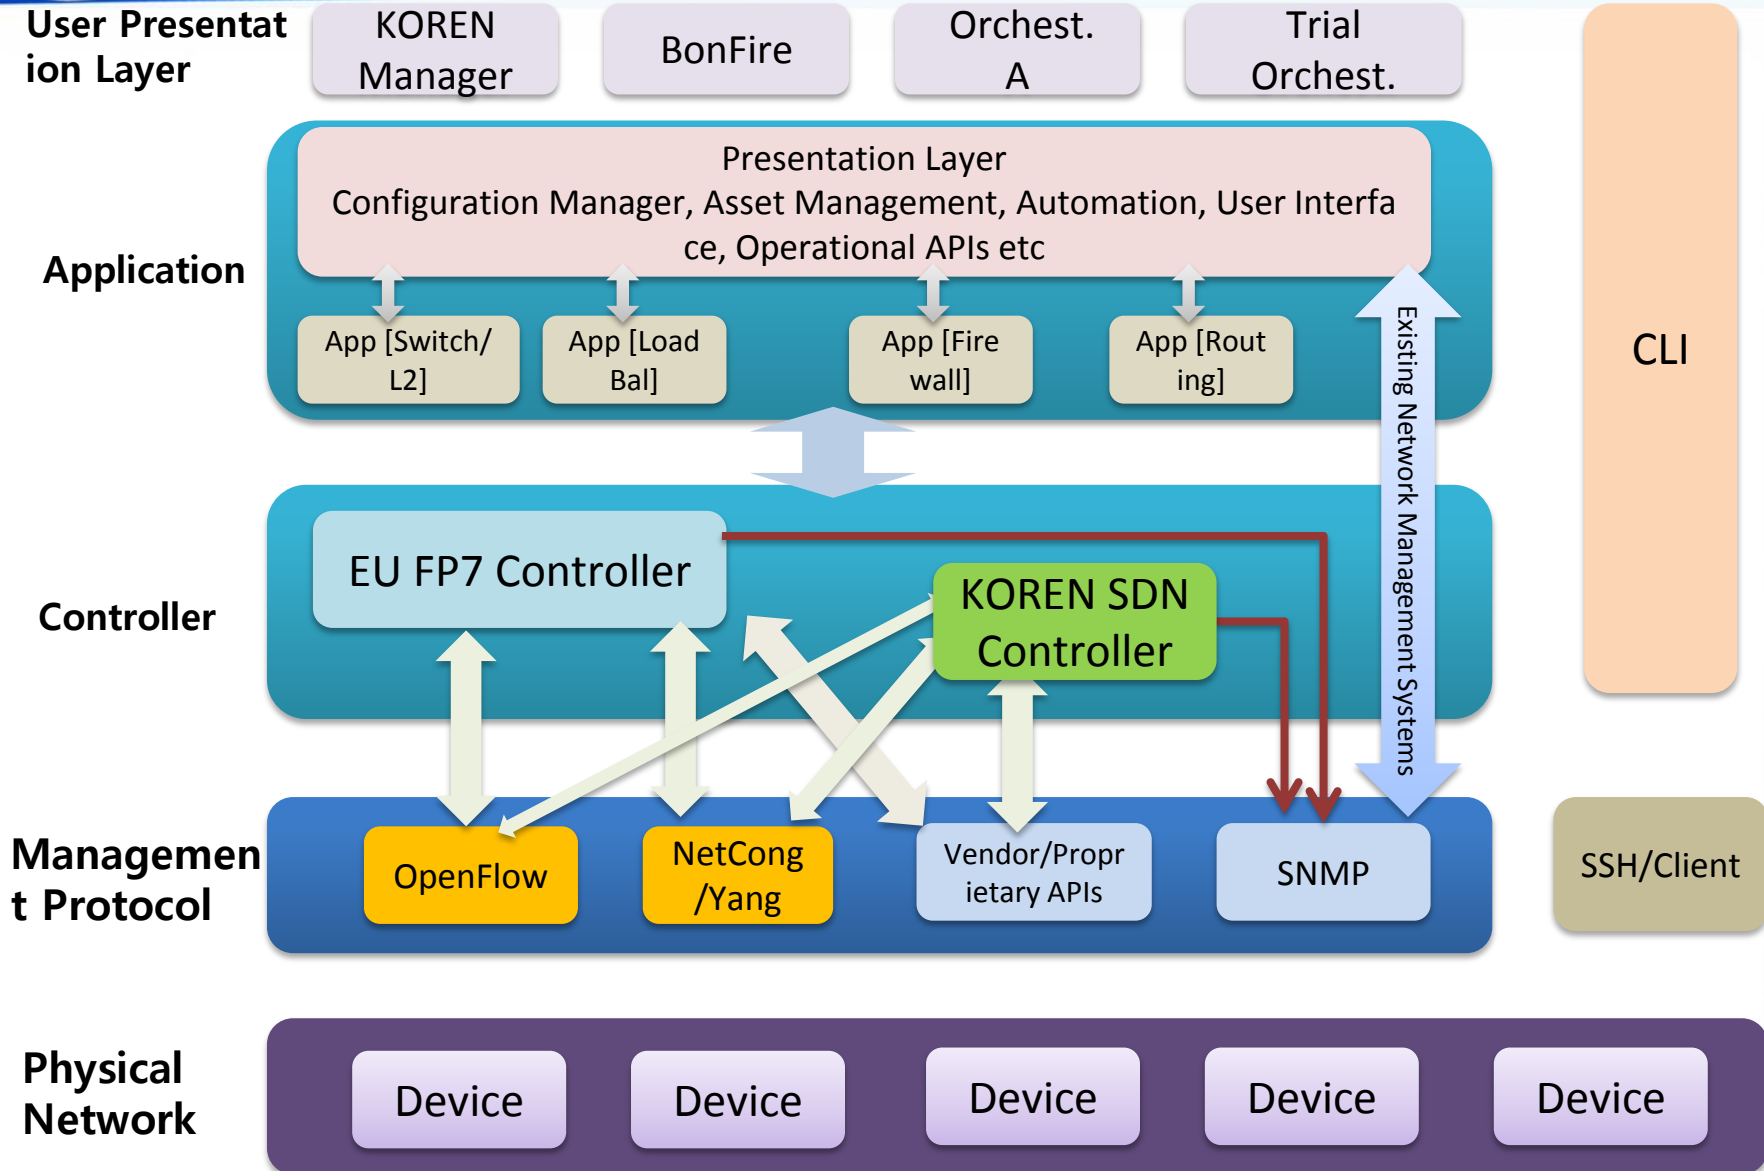 User Presentat
ion Layer
KOREN
Manager
BonFire
Orchest.
A
Trial
Orchest.
CLI
Presentation Layer
Configuration Manager, Asset Management, Automation, User Interfa
ce, Operational APIs etc
Application
App [Switch/
L2]
App [Load
Bal]
App [Fire
wall]
App [Rout
ing]
Existing Network Management Systems
Controller
EU FP7 Controller
KOREN SDN
Controller
Managemen
t Protocol
OpenFlow
NetCong
/Yang
Vendor/Propr
ietary APIs
SNMP
SSH/Client
Physical
Network
Device
Device
Device
Device
Device